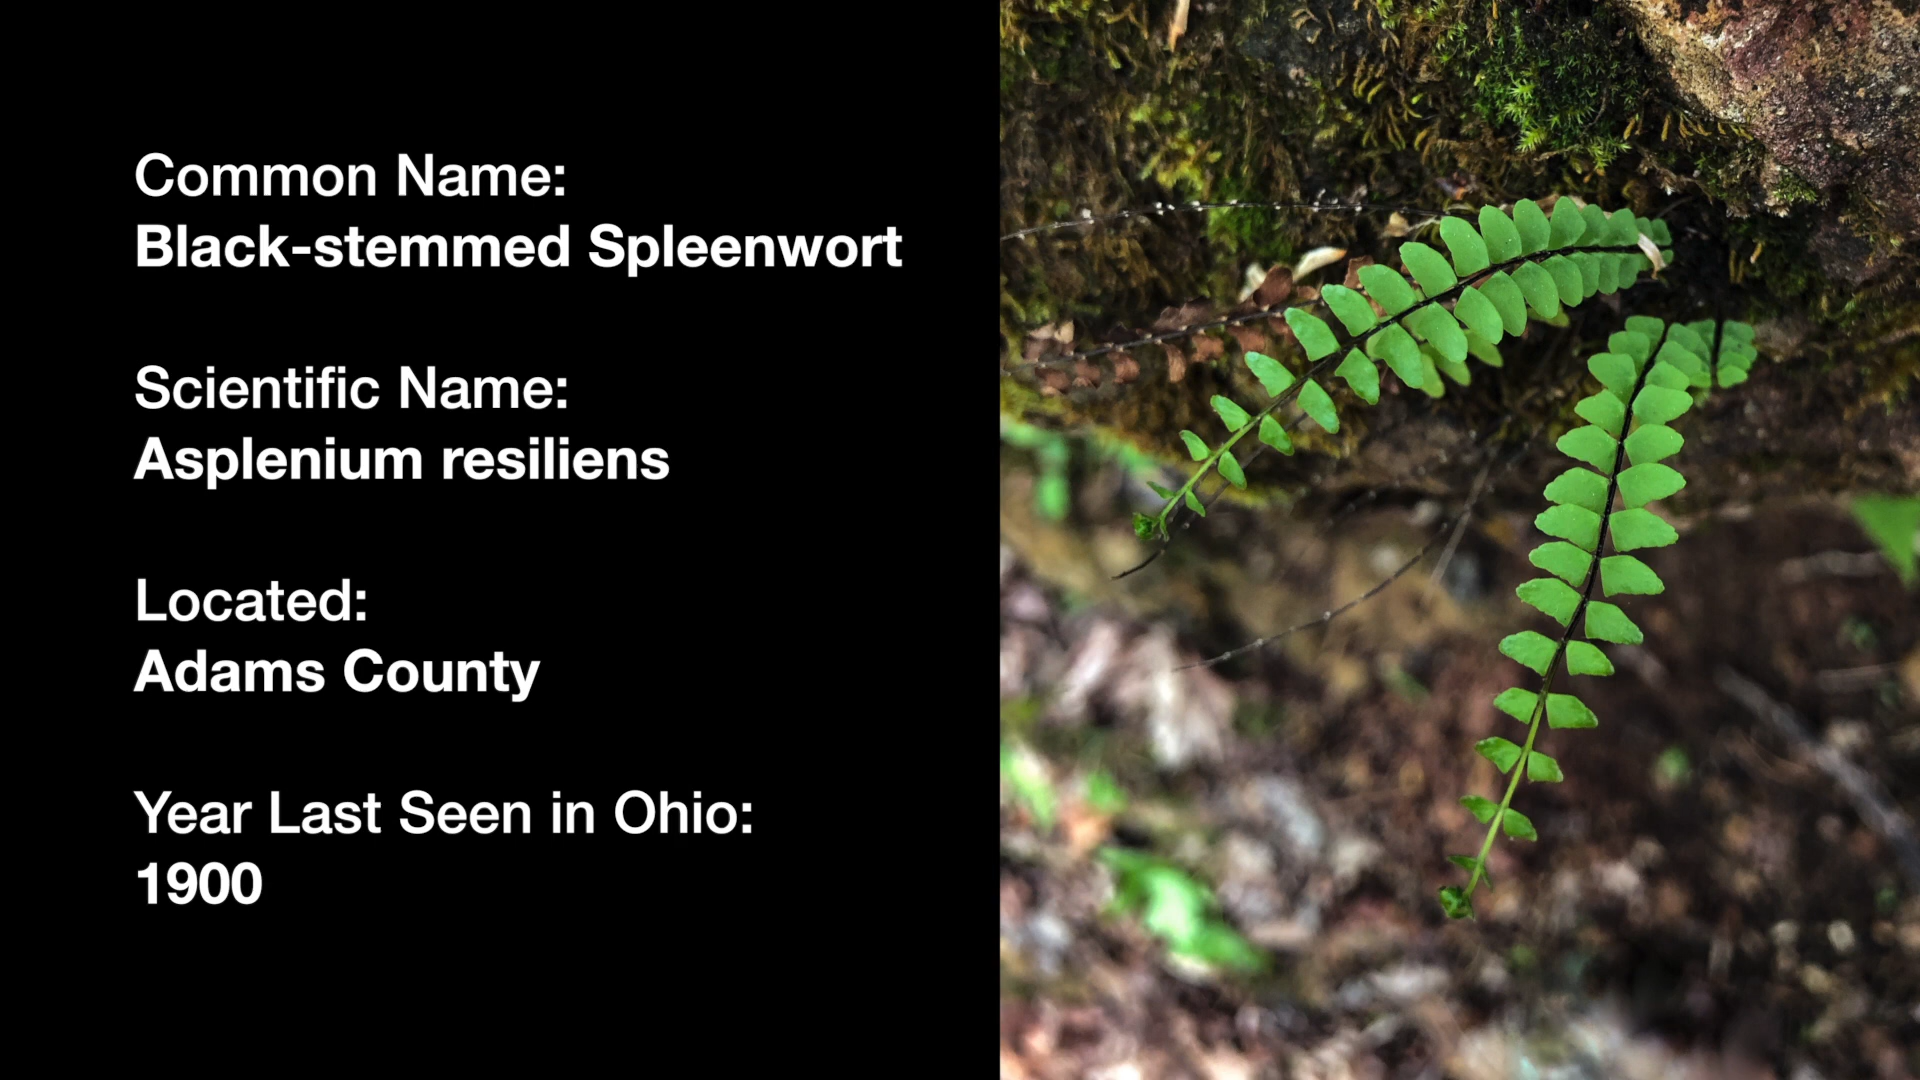 Common Name:
Black-stemmed Spleenwort
Scientific Name:
Asplenium resiliens
Located:
Adams County
Year Last Seen in Ohio:
1900